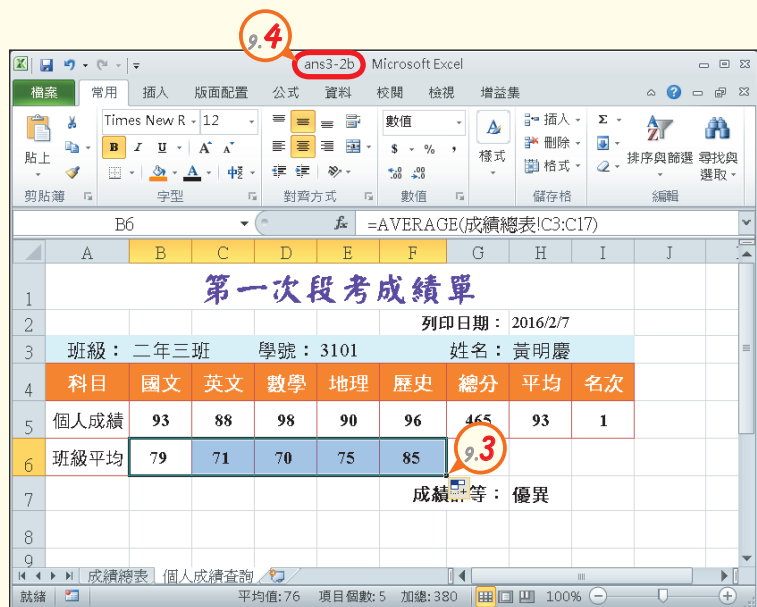 9.4
ans3-2b Microsoft Excel
檔案 常用 插入 版面配置 公式 資料 校閱 檢視 增益集
Times New R 12 數值 插入 Σ
貼上 B I U A A $ % , 樣式 刪除 排序與篩選 尋找與選取
A 中 格式
剪貼簿 字型 對齊方式 數值 儲存格 編輯
B6 fx =AVERAGE(成績總表!C3:C17)
A B C D E F G H I J
1 第一次段考成績單
2 列印日期： 2016/2/7
3 班級： 二年三班 學號： 3101 姓名： 黃明慶
4 科目 國文 英文 數學 地理 歷史 總分 平均 名次
5 個人成績 93 88 98 90 96 465 93 1
6 班級平均 79 71 70 75 85
9.3
7 成績評等： 優異
8
9
成績總表 個人成績查詢
就緒 平均值: 76 項目個數: 5 加總: 380 100%